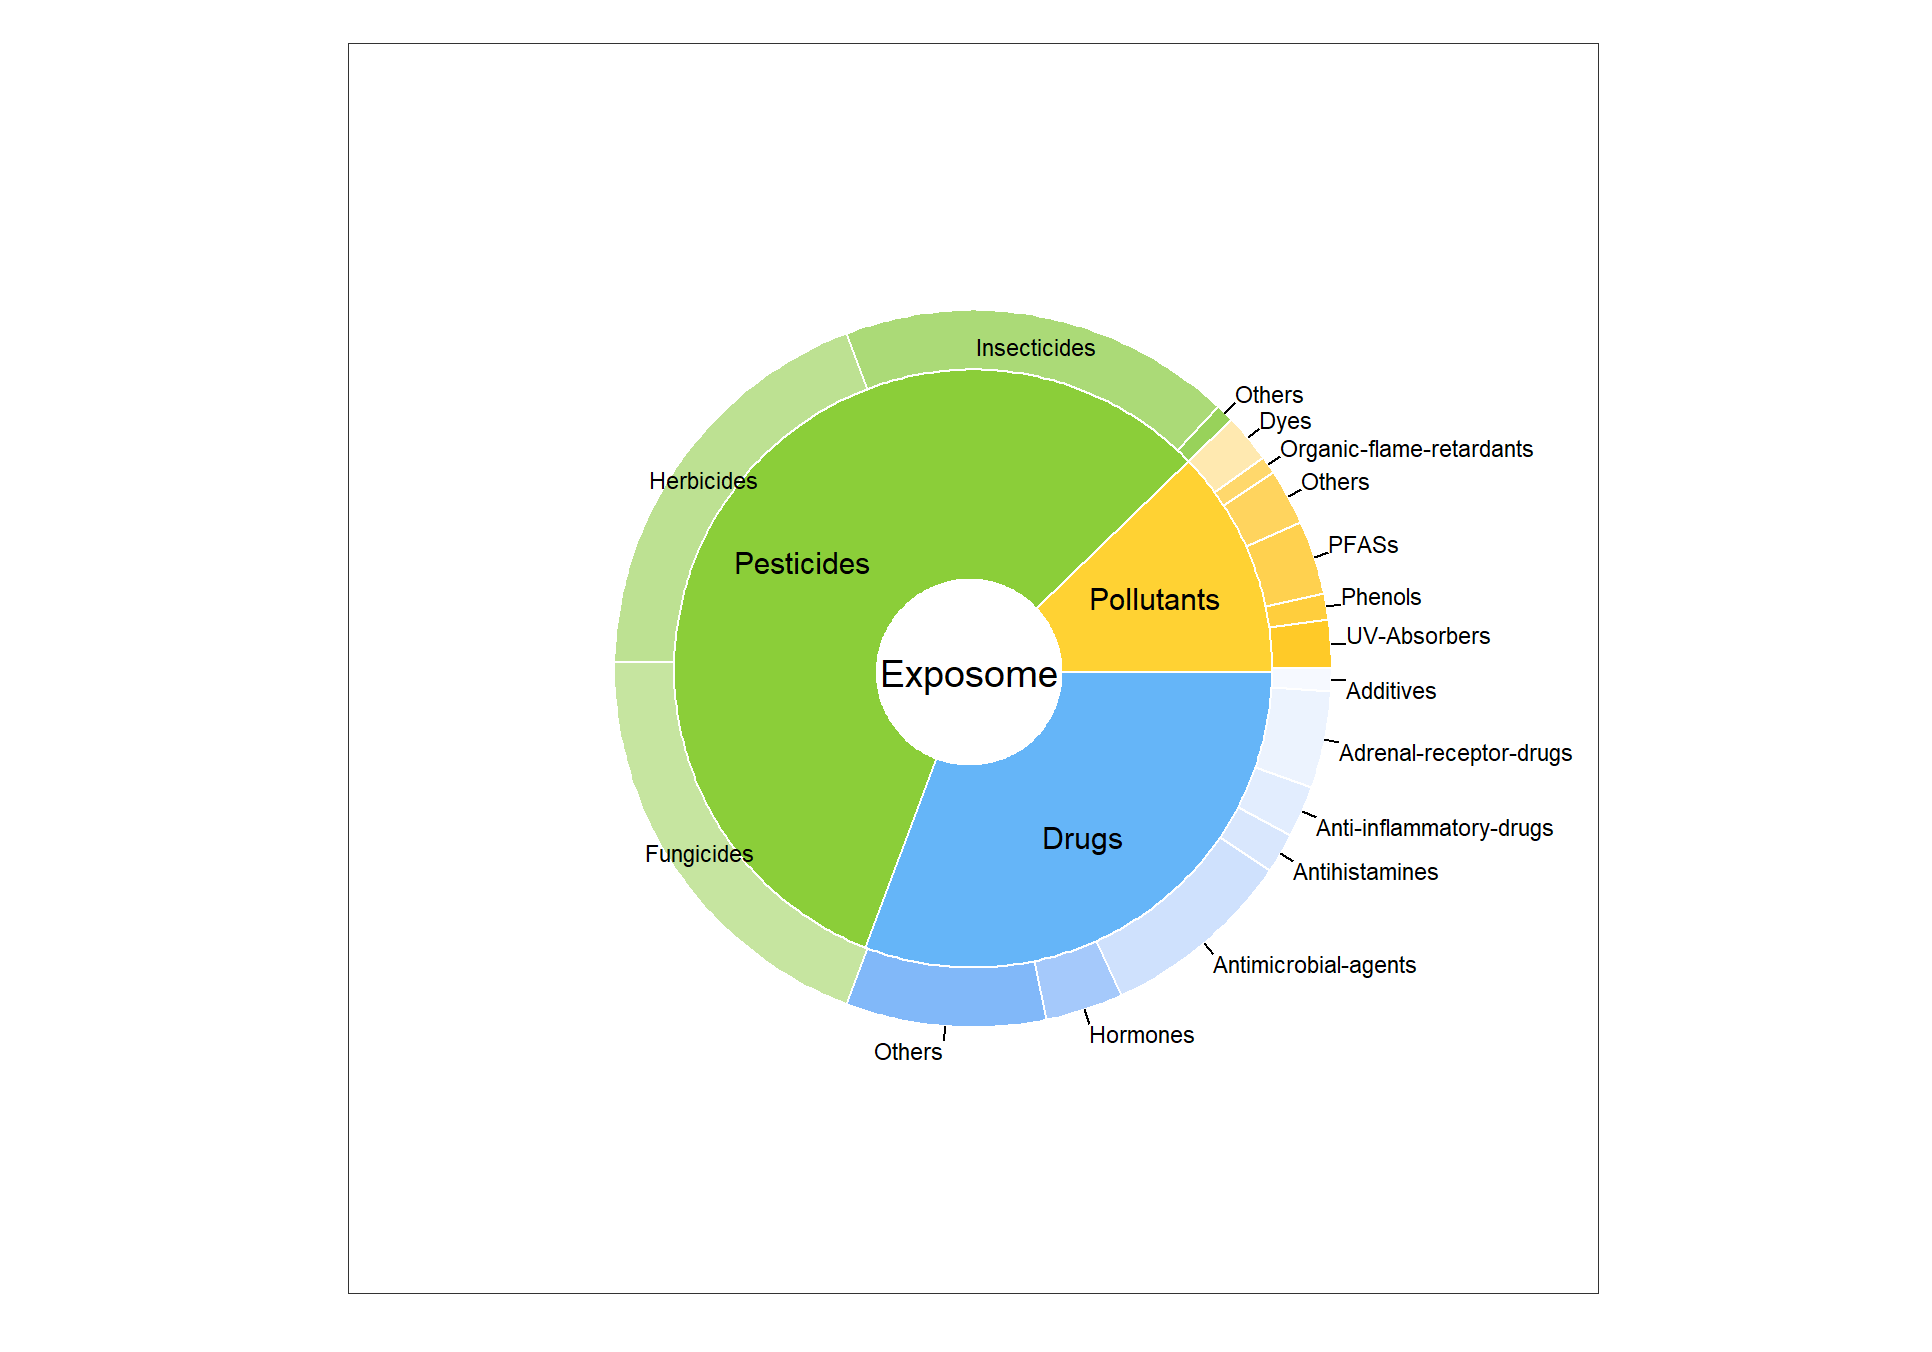 Insecticides
Others
Dyes
Organic-flame-retardants
Herbicides
Others
PFASs
Pesticides
Phenols
Pollutants
UV-Absorbers
Exposome
Additives
Adrenal-receptor-drugs
Anti-inflammatory-drugs
Drugs
Fungicides
Antihistamines
Antimicrobial-agents
Hormones
Others